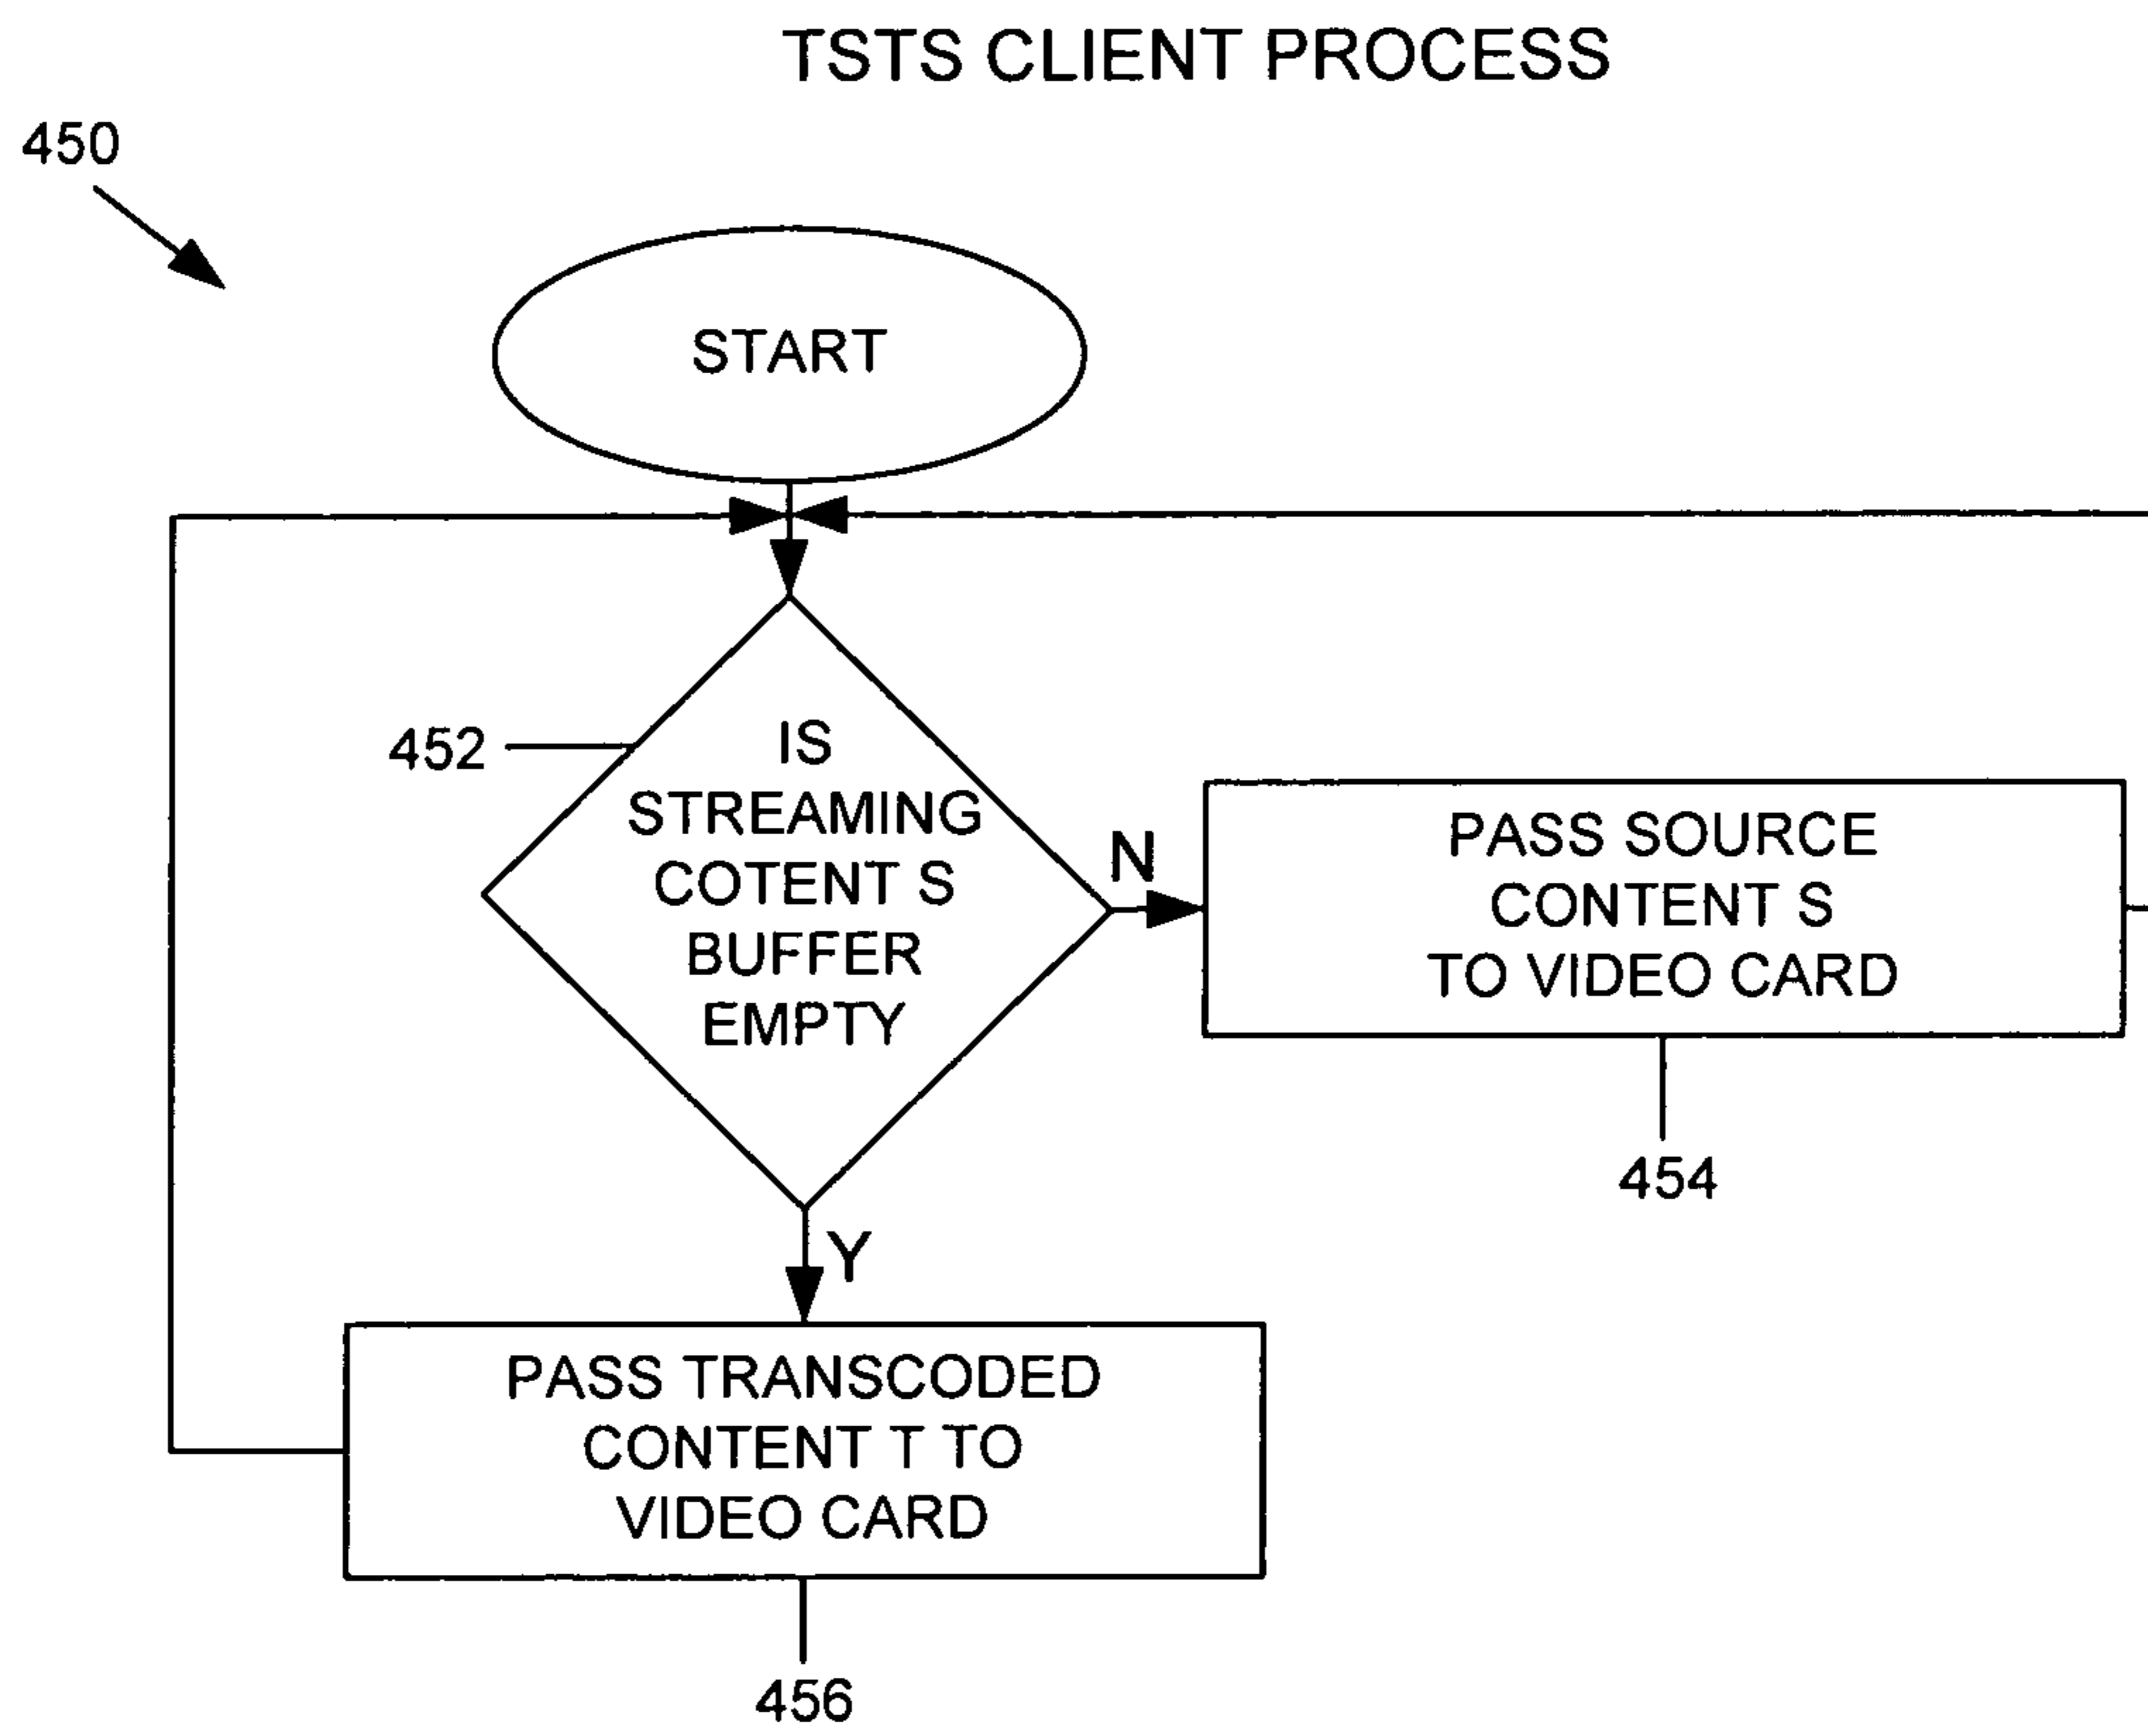 TSTS CLIENT PROCESS
450
START
452
IS
STREAMING
COTENT S
BUFFER
EMPTY
N
PASS SOURCE
CONTENT S
TO VIDEO CARD
454
Y
PASS TRANSCODED
CONTENT T TO
VIDEO CARD
456